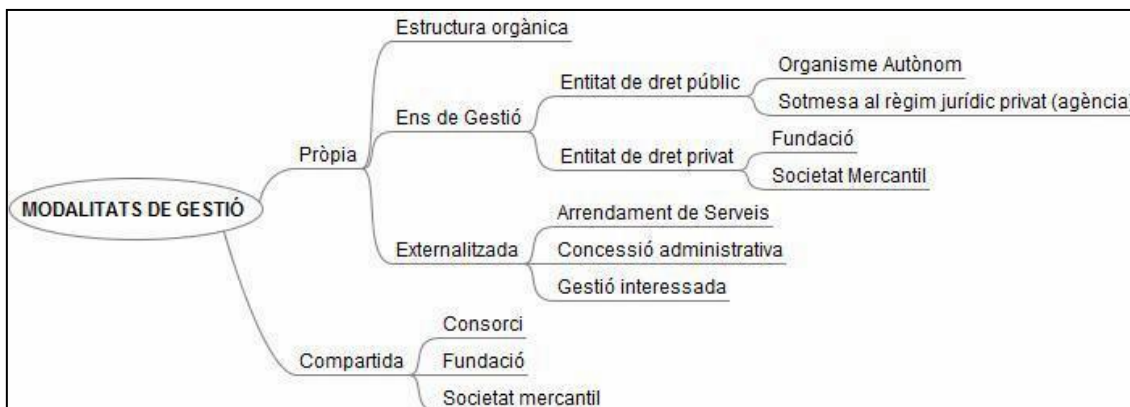 MODALITATS DE GESTIÓ
Pròpia
Estructura orgànica
Ens de Gestió
Entitat de dret públic
Organisme Autònom
Sotmesa al règim jurídic privat (agència)
Entitat de dret privat
Fundació
Societat Mercantil
Externalitzada
Arrendament de Serveis
Concessió administrativa
Gestió interessada
Compartida
Consorci
Fundació
Societat mercantil